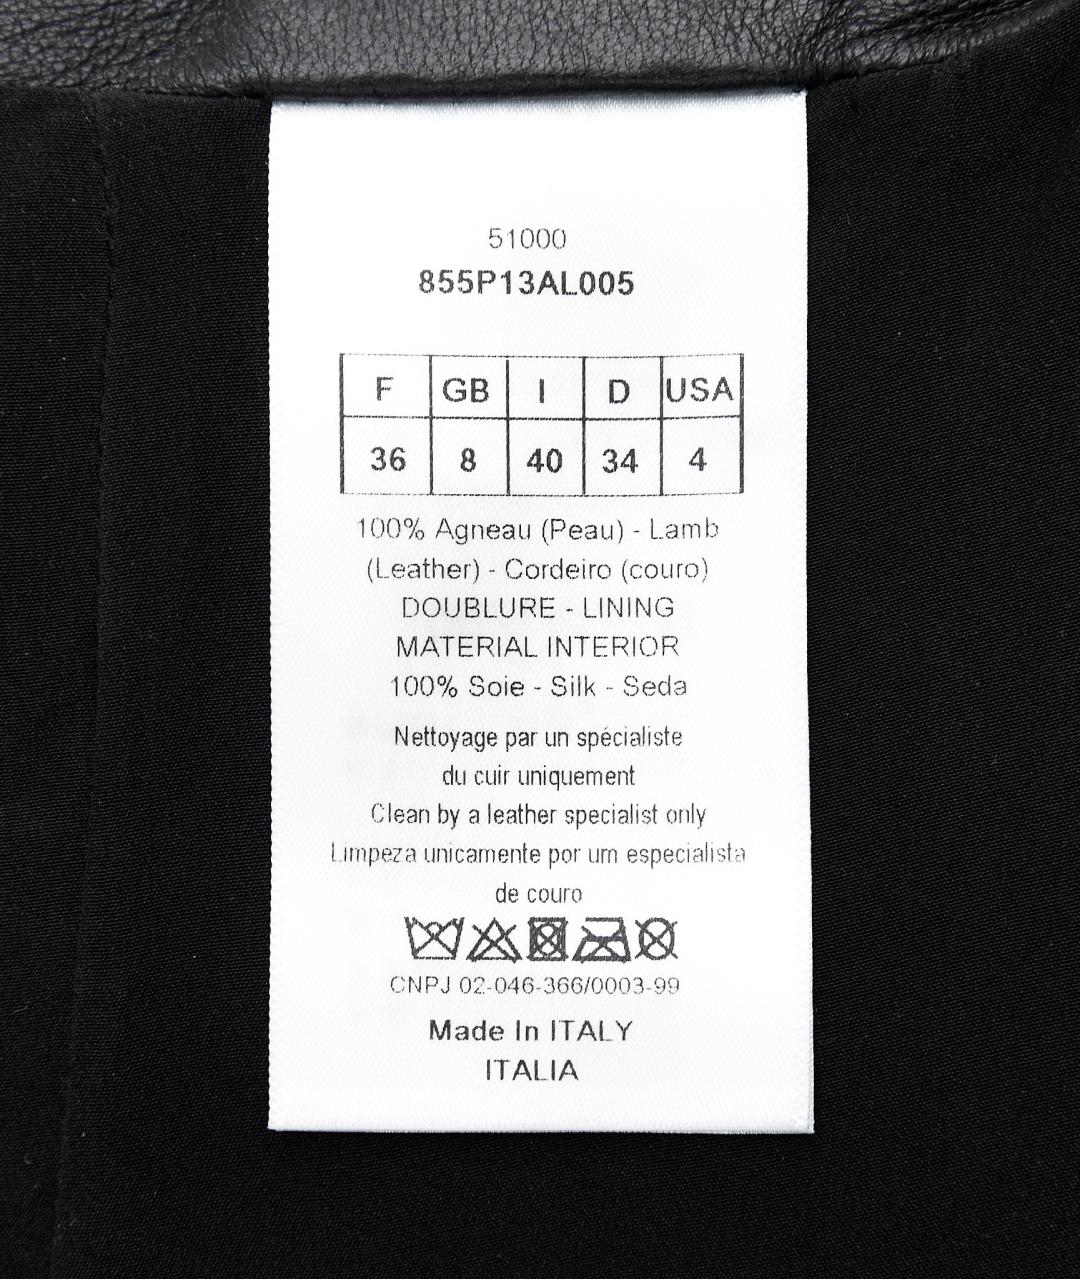 51000
855P13AL005
F GB I D USA
36 8 40 34 4
100% Agneau (Peau) - Lamb
(Leather) - Cordeiro (couro)
DOUBLURE - LINING
MATERIAL INTERIOR
100% Soie - Silk - Seda
Nettoyage par un spécialiste
du cuir uniquement
Clean by a leather specialist only
Limpeza unicamente por um especialista
de couro
CNPJ 02-046-366/0003-99
Made In ITALY
ITALIA